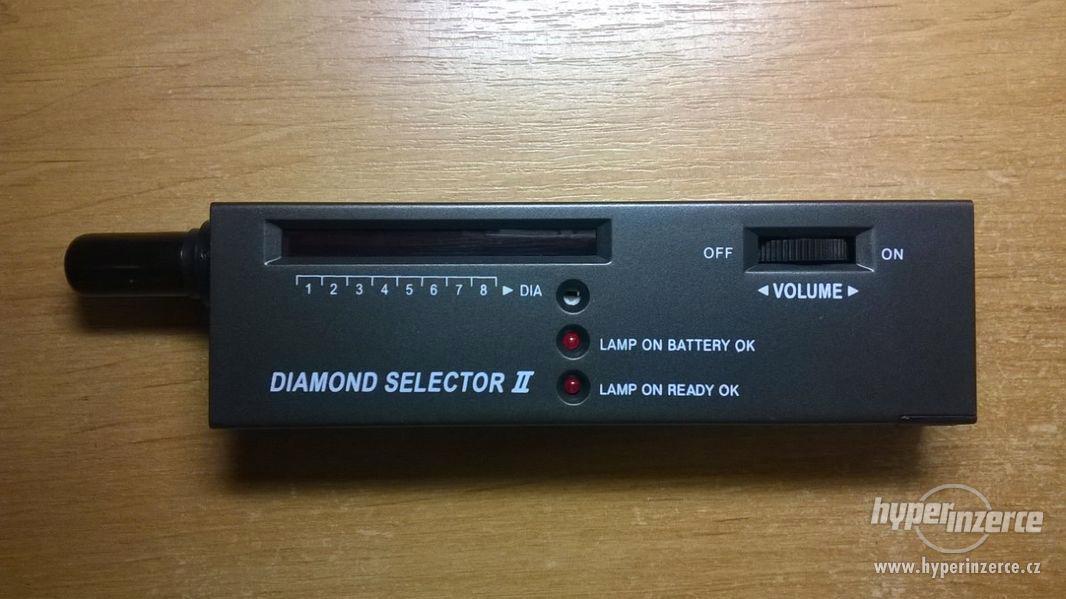 OFF ON
1 2 3 4 5 6 7 8 ▶ DIA
◀ VOLUME ▶
LAMP ON BATTERY OK
DIAMOND SELECTOR II
LAMP ON READY OK
hyperinzerce
www.hyperinzerce.cz